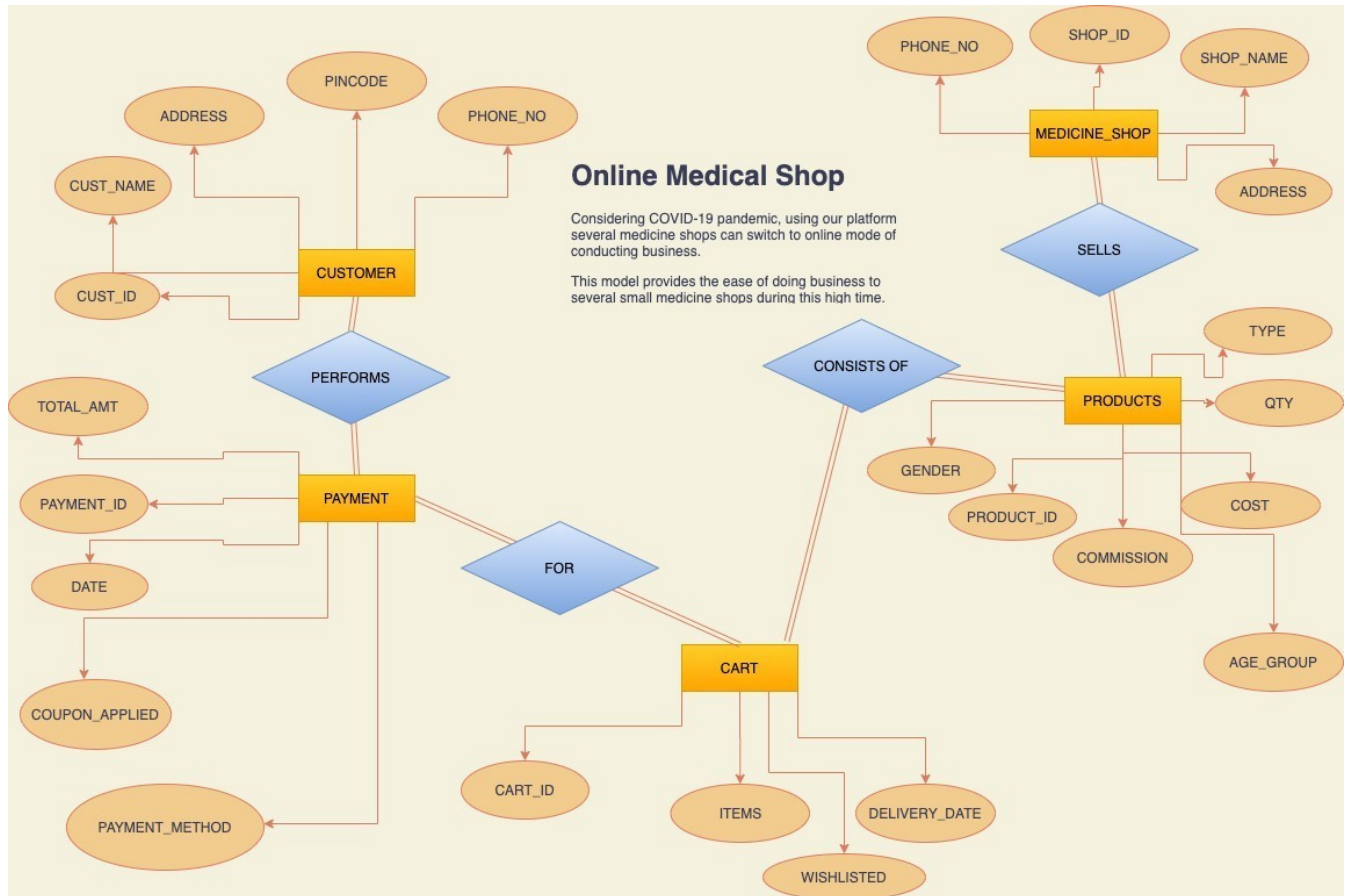 PHONE_NO
SHOP_ID
SHOP_NAME
MEDICINE_SHOP
ADDRESS
SELLS
PINCODE
ADDRESS
PHONE_NO
CUST_NAME
CUST_ID
CUSTOMER
Online Medical Shop
Considering COVID-19 pandemic, using our platform
several medicine shops can switch to online mode of
conducting business.
This model provides the ease of doing business to
several small medicine shops during this high time.
PERFORMS
CONSISTS OF
TYPE
PRODUCTS
QTY
GENDER
PRODUCT_ID
COST
COMMISSION
AGE_GROUP
TOTAL_AMT
PAYMENT_ID
PAYMENT
DATE
FOR
COUPON_APPLIED
PAYMENT_METHOD
CART
CART_ID
ITEMS
DELIVERY_DATE
WISHLISTED